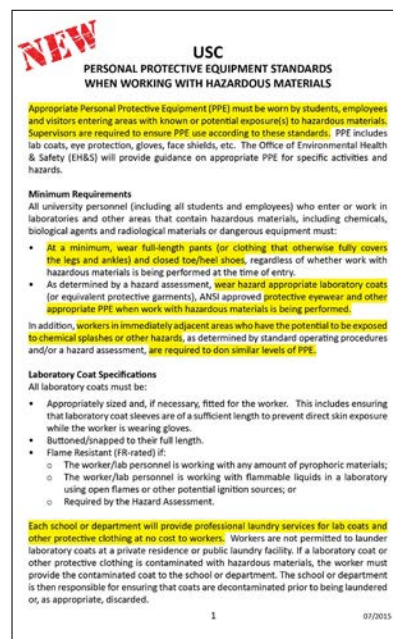 NEW
USC
PERSONAL PROTECTIVE EQUIPMENT STANDARDS
WHEN WORKING WITH HAZARDOUS MATERIALS
Appropriate Personal Protective Equipment (PPE) must be worn by students, employees
and visitors entering areas with known or potential exposure(s) to hazardous materials.
Supervisors are required to ensure PPE use according to these standards. PPE includes
lab coats, eye protection, gloves, face shields, etc. The Office of Environmental Health
& Safety (EH&S) will provide guidance on appropriate PPE for specific activities and
hazards.
Minimum Requirements
All university personnel (including all students and employees) who enter or work in
laboratories and other areas that contain hazardous materials, including chemicals,
biological agents and radiological materials or dangerous equipment must:
• At a minimum, wear full-length pants (or clothing that otherwise fully covers
the legs and ankles) and closed toe/heel shoes, regardless of whether work with
hazardous materials is being performed at the time of entry.
• As determined by a hazard assessment, wear hazard appropriate laboratory coats
(or equivalent protective garments), ANSI approved protective eyewear and other
appropriate PPE when work with hazardous materials is being performed.
In addition, workers in immediately adjacent areas who have the potential to be exposed
to chemical splashes or other hazards, as determined by standard operating procedures
and/or a hazard assessment, are required to don similar levels of PPE.
Laboratory Coat Specifications
All laboratory coats must be:
• Appropriately sized and, if necessary, fitted for the worker. This includes ensuring
that laboratory coat sleeves are of a sufficient length to prevent direct skin exposure
while the worker is wearing gloves.
• Buttoned/snapped to their full length.
• Flame Resistant (FR-rated) if:
o The worker/lab personnel is working with any amount of pyrophoric materials;
o The worker/lab personnel is working with flammable liquids in a laboratory
using open flames or other potential ignition sources; or
o Required by the Hazard Assessment.
Each school or department will provide professional laundry services for lab coats and
other protective clothing at no cost to workers. Workers are not permitted to launder
laboratory coats at a private residence or public laundry facility. If a laboratory coat or
other protective clothing is contaminated with hazardous materials, the worker must
provide the contaminated coat to the school or department. The school or department
is then responsible for ensuring that coats are decontaminated prior to being laundered
or, as appropriate, discarded.
1
07/2015